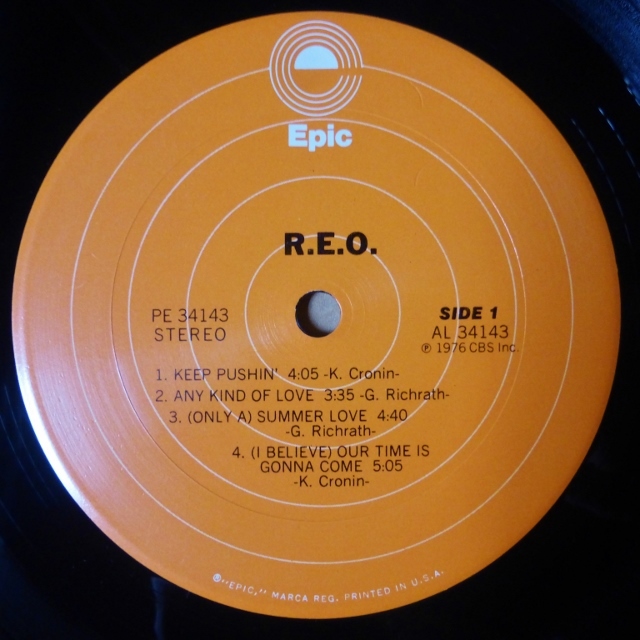 Epic
R.E.O.
PE 34143
STEREO
SIDE 1
AL 34143
℗ 1976 CBS Inc.
1. KEEP PUSHIN' 4:05 -K. Cronin-
2. ANY KIND OF LOVE 3:35 -G. Richrath-
3. (ONLY A) SUMMER LOVE 4:40
-G. Richrath-
4. (I BELIEVE) OUR TIME IS
GONNA COME 5:05
-K. Cronin-
®"EPIC," MARCA REG. PRINTED IN U.S.A.